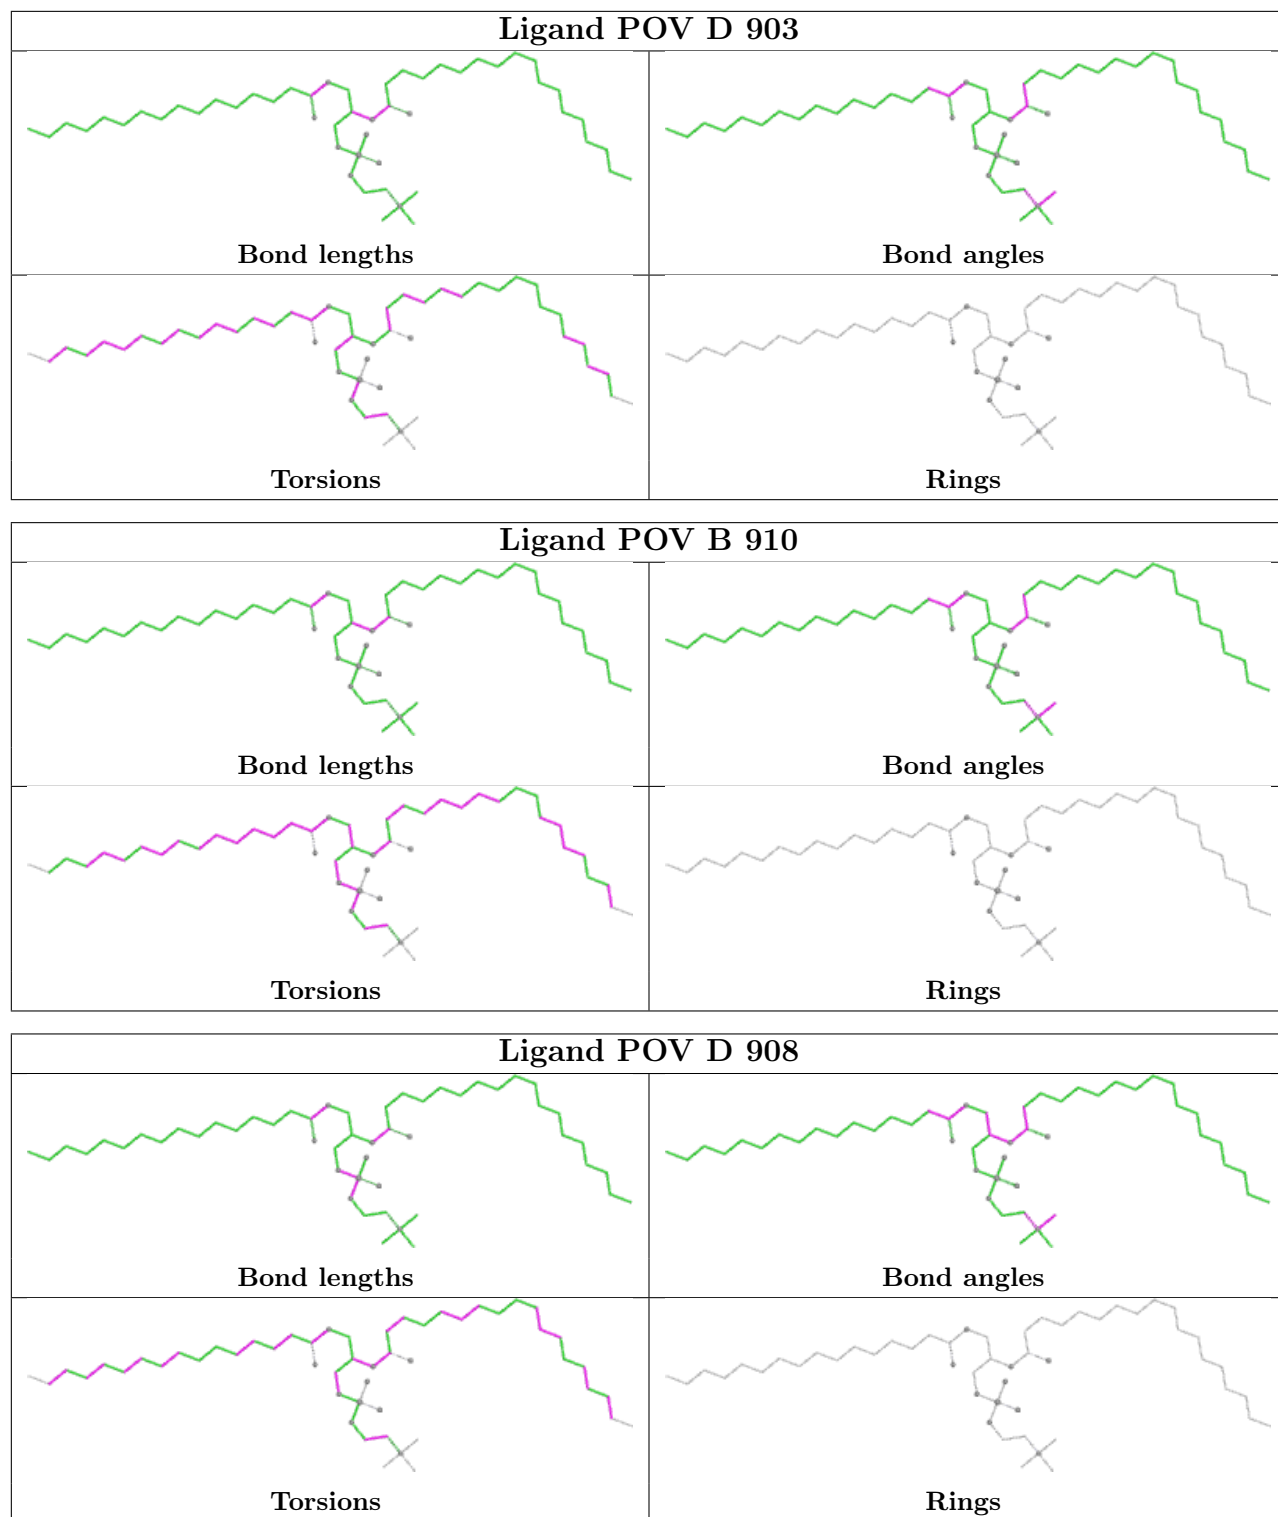 Ligand POV D 903
Bond lengths
Bond angles
Torsions
Rings
Ligand POV B 910
Bond lengths
Bond angles
Torsions
Rings
Ligand POV D 908
Bond lengths
Bond angles
Torsions
Rings